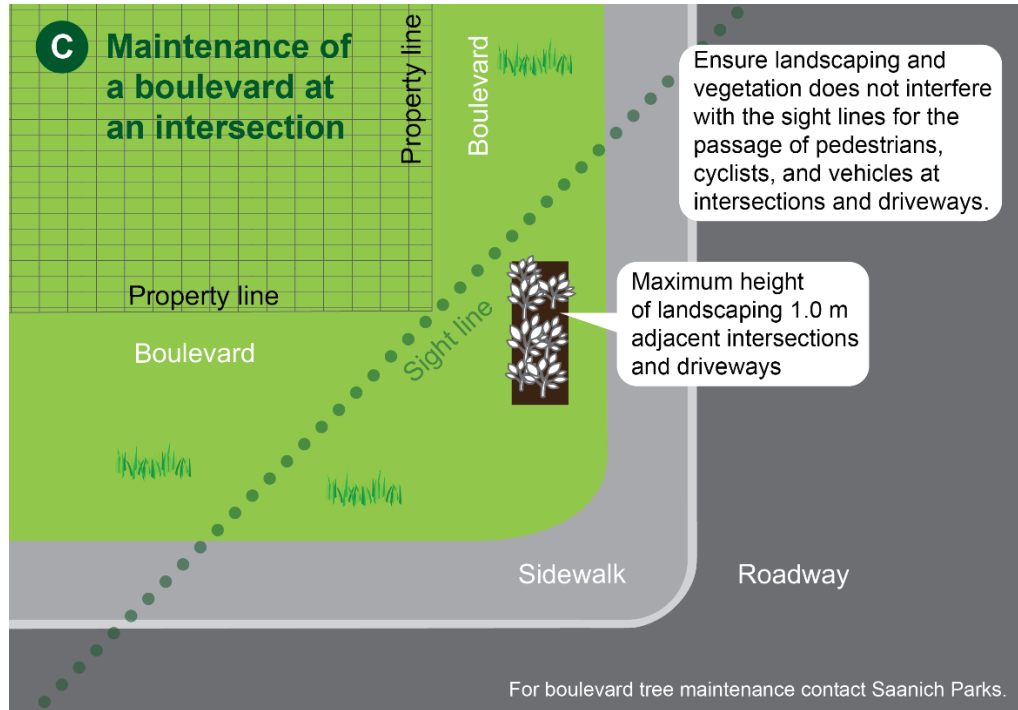 C
Maintenance of
a boulevard at
an intersection
Property line
Boulevard
Ensure landscaping and
vegetation does not interfere
with the sight lines for the
passage of pedestrians,
cyclists, and vehicles at
intersections and driveways.
Property line
Boulevard
Sight line
Maximum height
of landscaping 1.0 m
adjacent intersections
and driveways
Sidewalk
Roadway
For boulevard tree maintenance contact Saanich Parks.